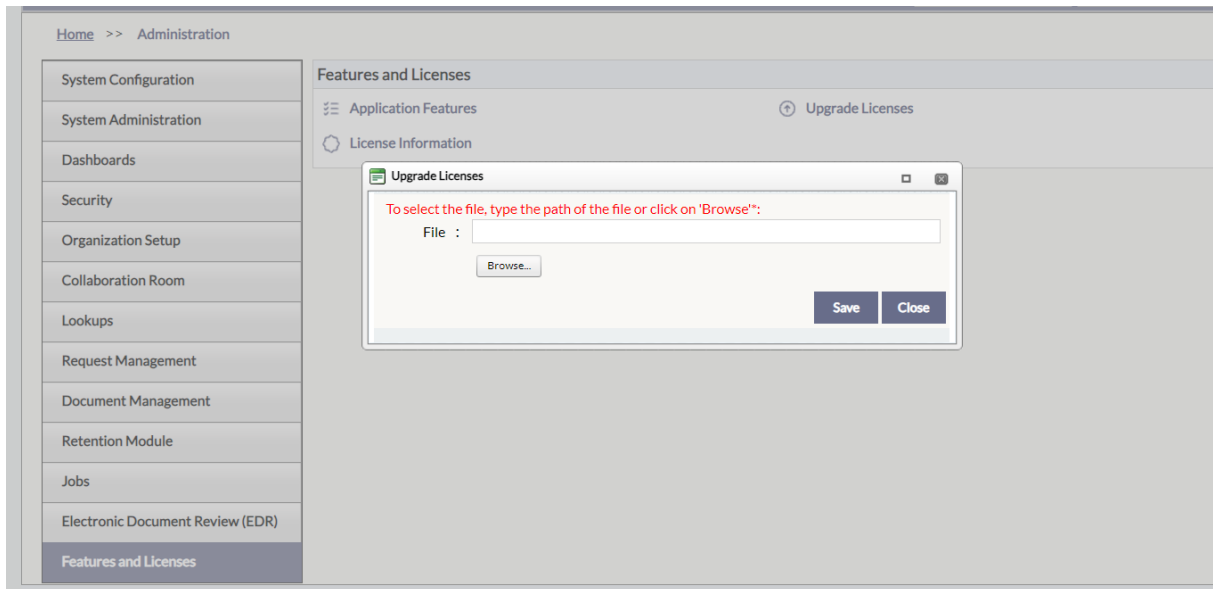 Home >> Administration
System Configuration
System Administration
Dashboards
Security
Organization Setup
Collaboration Room
Lookups
Request Management
Document Management
Retention Module
Jobs
Electronic Document Review (EDR)
Features and Licenses
Features and Licenses
Application Features
Upgrade Licenses
License Information
Upgrade Licenses
To select the file, type the path of the file or click on 'Browse'*:
File :
Browse...
Save Close